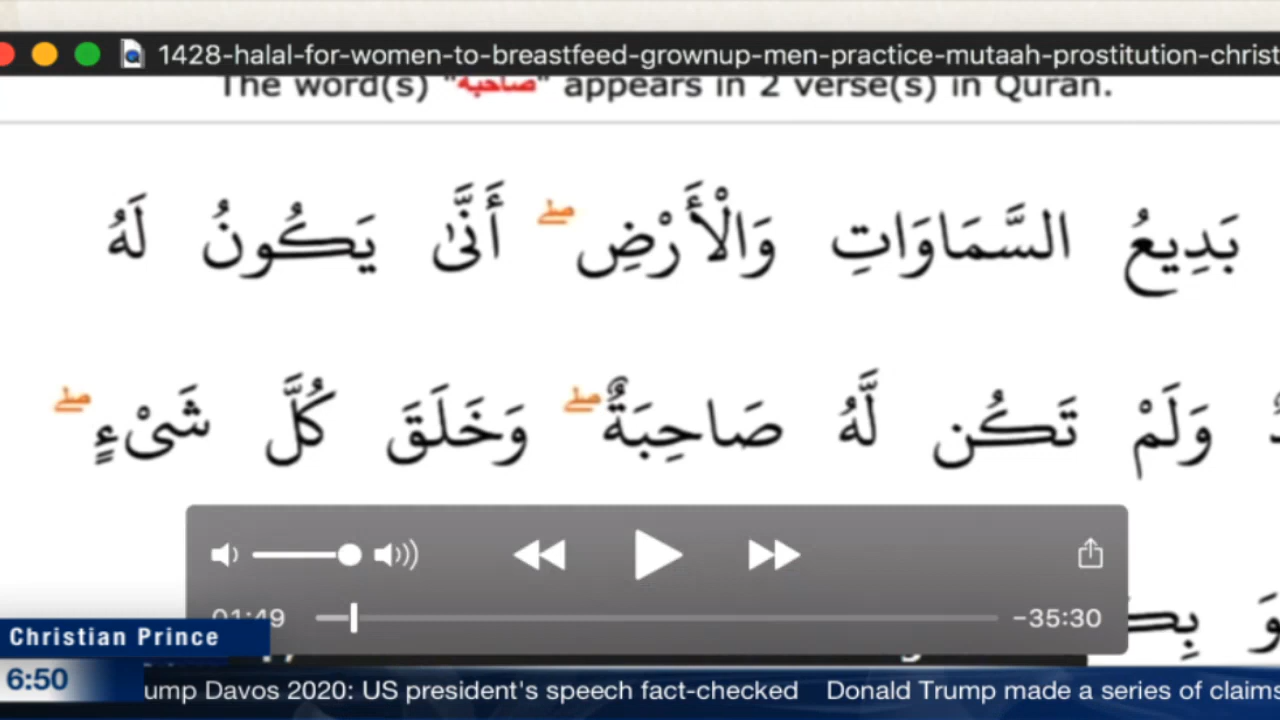 1428-halal-for-women-to-breastfeed-grownup-men-practice-mutaah-prostitution-christ
The word(s) "صاحبة" appears in 2 verse(s) in Quran.
بَدِيعُ السَّمَاوَاتِ وَالْأَرْضِ ۖ أَنَّىٰ يَكُونُ لَهُ
وَلَمْ تَكُن لَّهُ صَاحِبَةٌ ۖ وَخَلَقَ كُلَّ شَيْءٍ ۖ
01:49
-35:30
Christian Prince
6:50
ump Davos 2020: US president's speech fact-checked Donald Trump made a series of claims